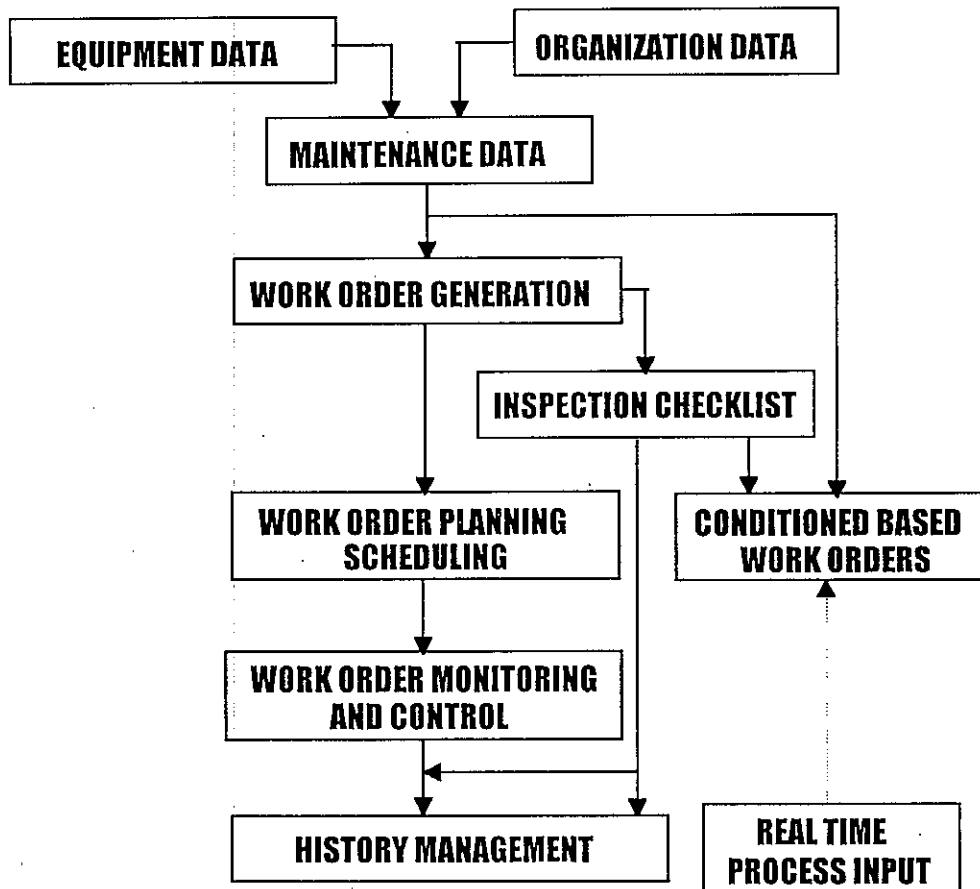 EQUIPMENT DATA
ORGANIZATION DATA
MAINTENANCE DATA
WORK ORDER GENERATION
INSPECTION CHECKLIST
WORK ORDER PLANNING
SCHEDULING
CONDITIONED BASED
WORK ORDERS
WORK ORDER MONITORING
AND CONTROL
HISTORY MANAGEMENT
REAL TIME
PROCESS INPUT